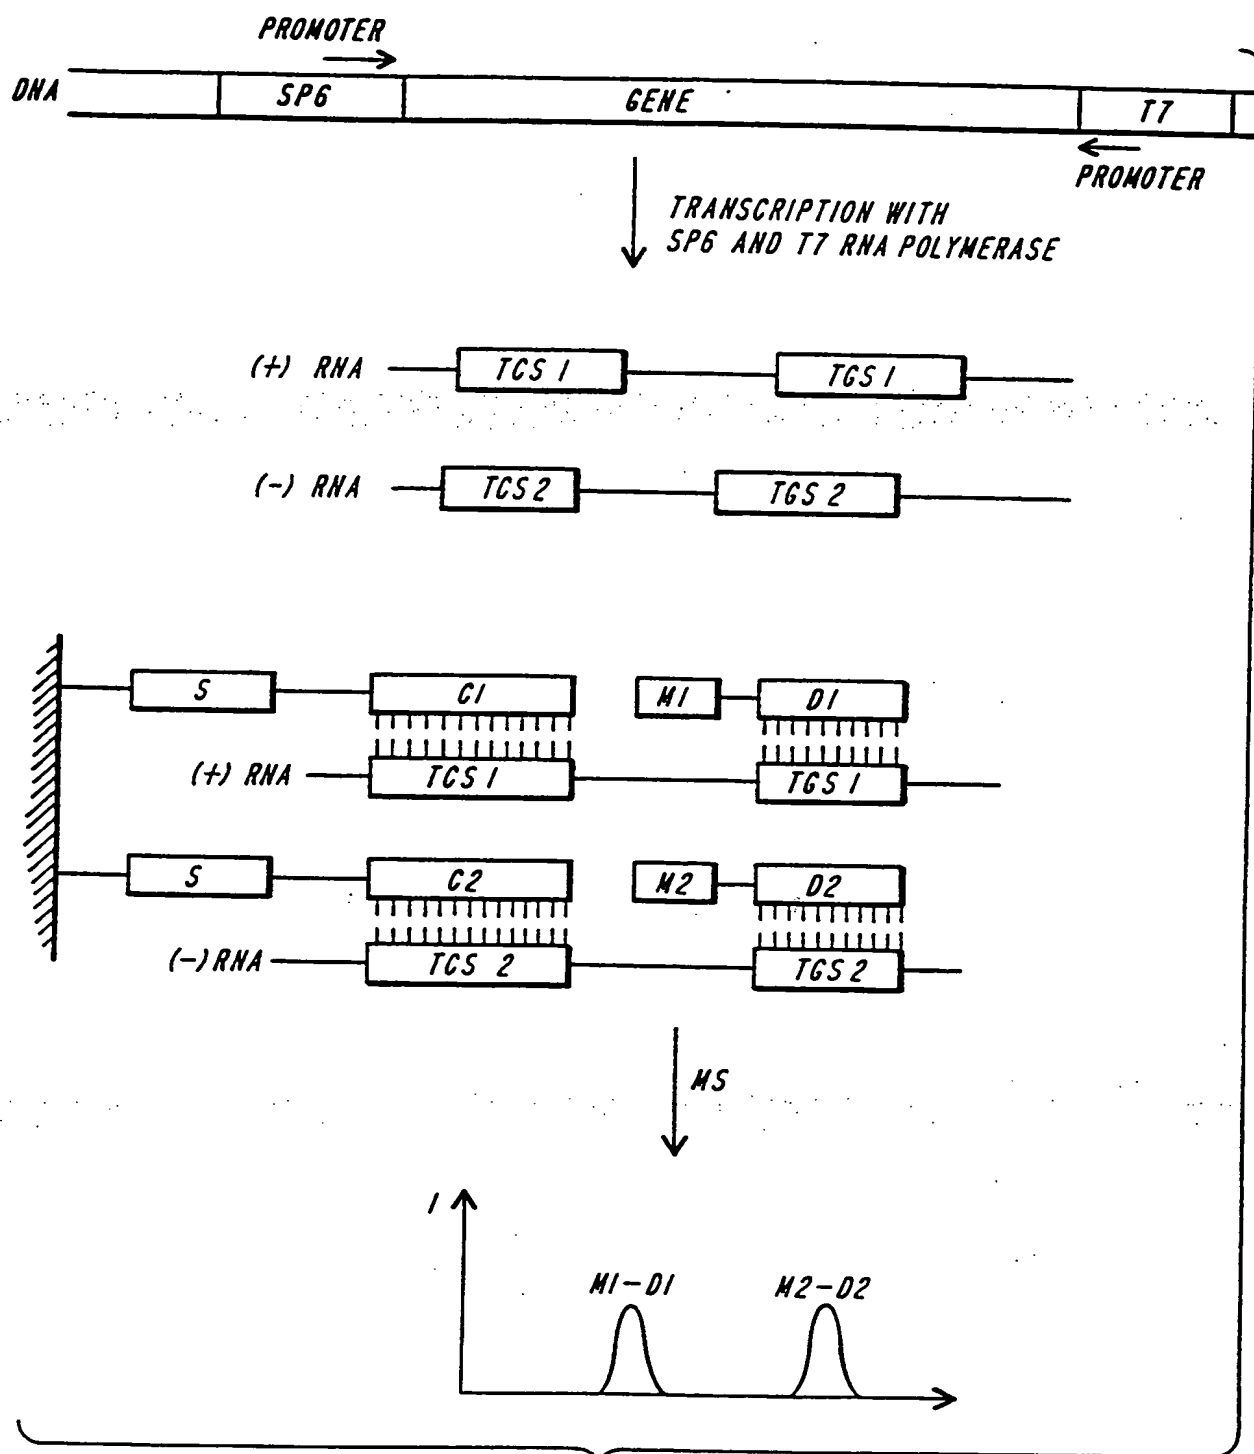 PROMOTER
DNA SP6 GENE T7
PROMOTER
TRANSCRIPTION WITH
SP6 AND T7 RNA POLYMERASE
(+) RNA TCS 1 TGS 1
(-) RNA TCS 2 TGS 2
S C1 M1 D1
(+) RNA TCS 1 TGS 1
S C2 M2 D2
(-) RNA TCS 2 TGS 2
MS
I
M1-D1 M2-D2